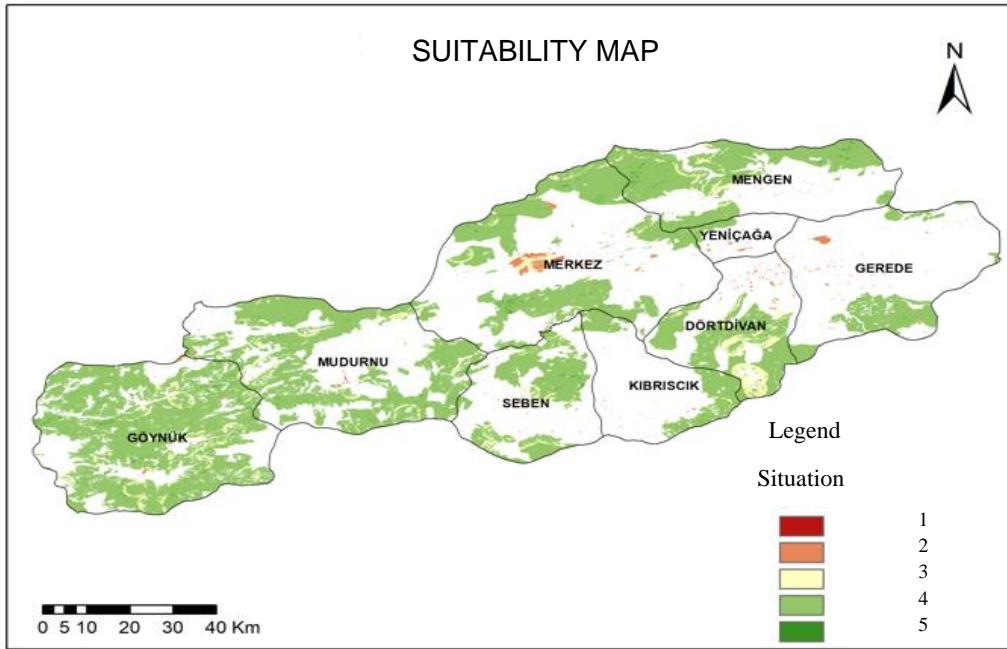 SUITABILITY MAP
N
MENGEN
YENİÇAĞA
MERKEZ
GEREDE
DÖRTDİVAN
MUDURNU
KIBRISCIK
SEBEN
GÖYNÜK
Legend
Situation
1
2
3
4
5
0 5 10 20 30 40 Km